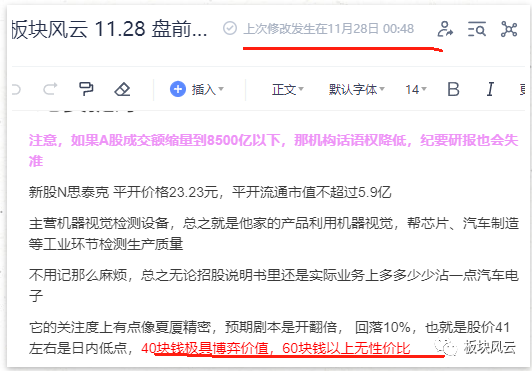 板块风云 11.28 盘前... 上次修改发生在11月28日 00:48
插入 正文 默认字体 14 B I
注意，如果A股成交额缩量到8500亿以下，那机构话语权降低，纪要研报也会失
准
新股N思泰克 平开价格23.23元，平开流通市值不超过5.9亿
主营机器视觉检测设备，总之就是他家的产品利用机器视觉，帮芯片、汽车制造
等工业环节检测生产质量
不用记那么麻烦，总之无论招股说明书里还是实际业务上多多少少沾一点汽车电
子
它的关注度上有点像夏厦精密，预期剧本是开翻倍， 回落10%，也就是股价41
左右是日内低点，40块钱极具博弈价值，60块钱以上无性价比
板块风云